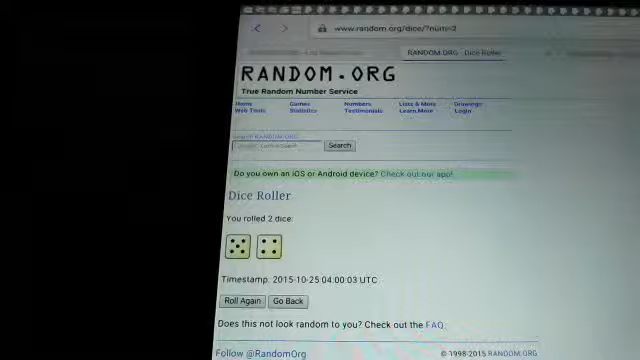 www.random.org/dice/?num=2
RANDOM.ORG - Dice Roller
RANDOM.ORG
True Random Number Service
Home Games Numbers Lists & More Drawings
Web Tools Statistics Testimonials Learn More Login
Search RANDOM.ORG
Search
Do you own an iOS or Android device? Check out our app!
Dice Roller
You rolled 2 dice:
Timestamp: 2015-10-25 04:00:03 UTC
Roll Again Go Back
Does this not look random to you? Check out the FAQ
Follow @RandomOrg
© 1998-2015 RANDOM.ORG